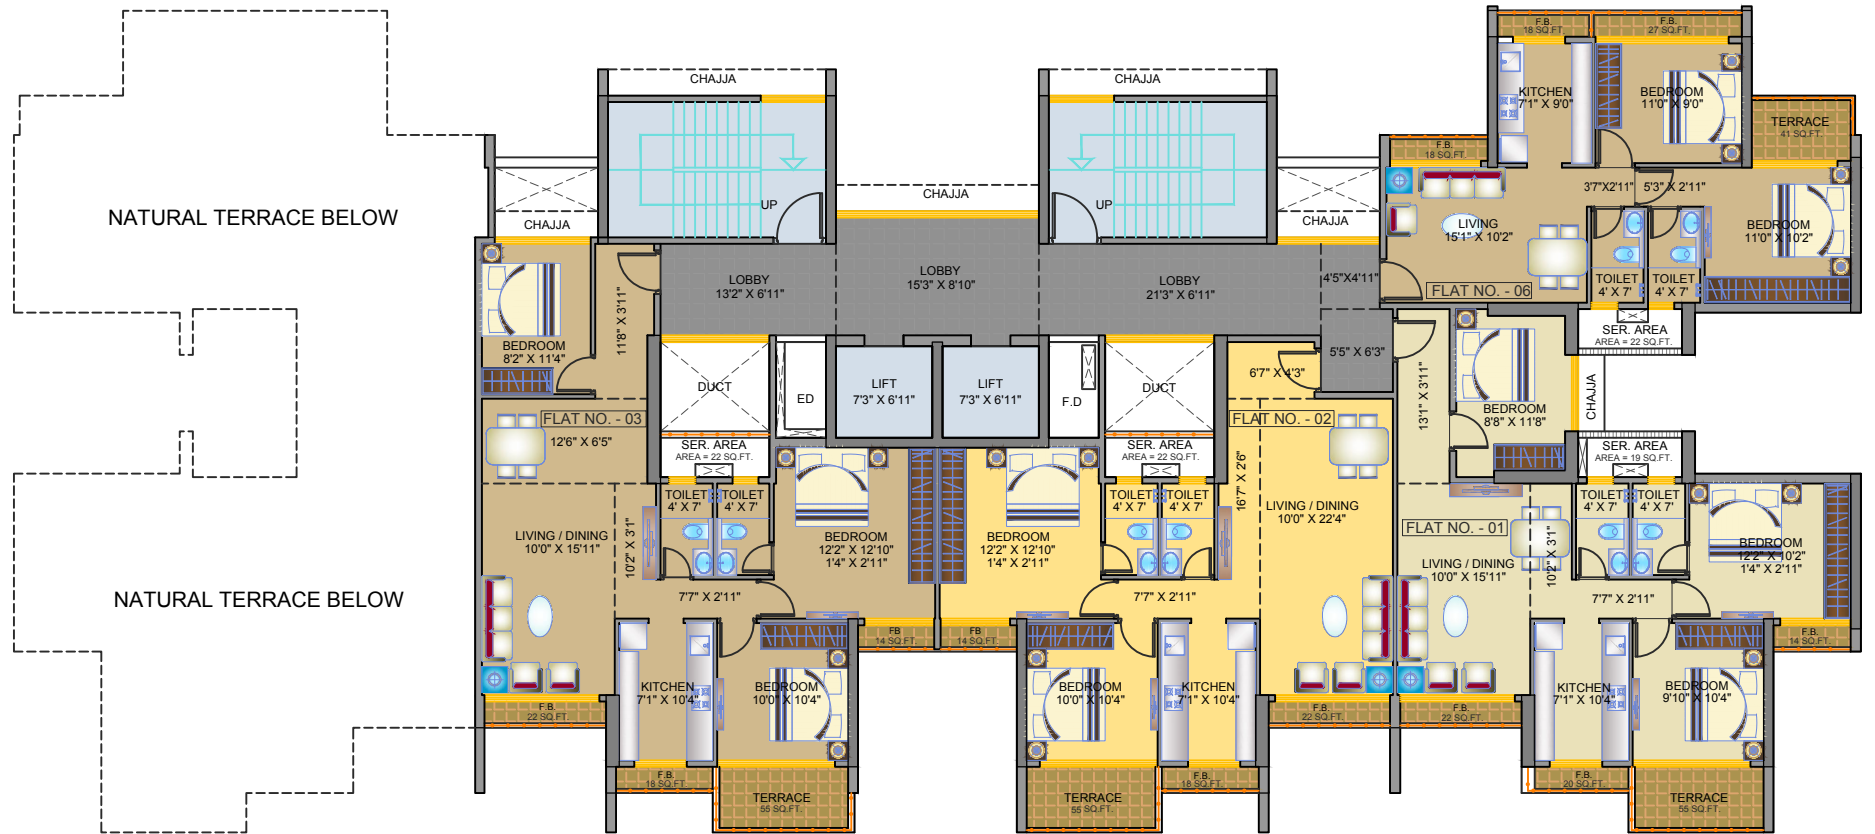 F.B.
18 SQ.FT.
F.B.
27 SQ.FT.
CHAJJA
CHAJJA
KITCHEN
7'1" X 9'0"
BEDROOM
11'0" X 9'0"
TERRACE
41 SQ.FT.
F.B.
18 SQ.FT.
NATURAL TERRACE BELOW
CHAJJA
UP
CHAJJA
UP
CHAJJA
3'7"X2'11"
5'3" X 2'11"
LIVING
15'1" X 10'2"
BEDROOM
11'0" X 10'2"
LOBBY
13'2" X 6'11"
LOBBY
15'3" X 8'10"
LOBBY
21'3" X 6'11"
4'5"X4'11"
FLAT NO. - 06
TOILET
4' X 7'
TOILET
4' X 7'
11'8" X 3'11"
BEDROOM
8'2" X 11'4"
SER. AREA
AREA = 22 SQ.FT.
5'5" X 6'3"
6'7" X 4'3"
DUCT
ED
LIFT
7'3" X 6'11"
LIFT
7'3" X 6'11"
F.D
DUCT
13'1" X 3'11"
BEDROOM
8'8" X 11'8"
CHAJJA
FLAT NO. - 03
12'6" X 6'5"
FLAT NO. - 02
SER. AREA
AREA = 22 SQ.FT.
SER. AREA
AREA = 22 SQ.FT.
SER. AREA
AREA = 19 SQ.FT.
16'7" X 2'6"
TOILET
4' X 7'
TOILET
4' X 7'
TOILET
4' X 7'
TOILET
4' X 7'
TOILET
4' X 7'
TOILET
4' X 7'
LIVING / DINING
10'0" X 15'11"
10'2" X 3'1"
BEDROOM
12'2" X 12'10"
1'4" X 2'11"
BEDROOM
12'2" X 12'10"
1'4" X 2'11"
LIVING / DINING
10'0" X 22'4"
FLAT NO. - 01
LIVING / DINING
10'0" X 15'11"
10'2" X 3'1"
BEDROOM
12'2" X 10'2"
1'4" X 2'11"
NATURAL TERRACE BELOW
7'7" X 2'11"
7'7" X 2'11"
7'7" X 2'11"
FB
14 SQ.FT.
FB
14 SQ.FT.
F.B.
14 SQ.FT.
KITCHEN
7'1" X 10'4"
BEDROOM
10'0" X 10'4"
BEDROOM
10'0" X 10'4"
KITCHEN
7'1" X 10'4"
KITCHEN
7'1" X 10'4
BEDROOM
9'10" X 10'4"
F.B.
22 SQ.FT.
F.B.
22 SQ.FT.
F.B.
22 SQ.FT.
F.B.
18 SQ.FT.
F.B.
18 SQ.FT.
F.B.
20 SQ.FT.
TERRACE
55 SQ.FT.
TERRACE
55 SQ.FT.
TERRACE
55 SQ.FT.